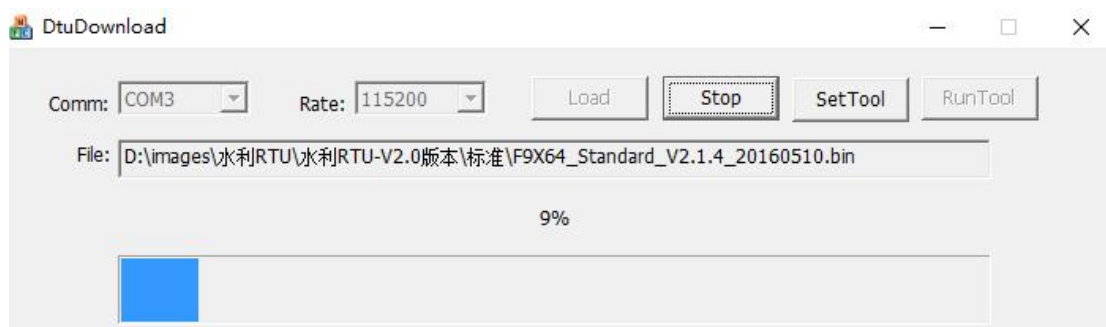 DtuDownload
Comm: COM3 Rate: 115200 Load Stop SetTool RunTool
File: D:\images\水利RTU\水利RTU-V2.0版本\标准\F9X64_Standard_V2.1.4_20160510.bin
9%